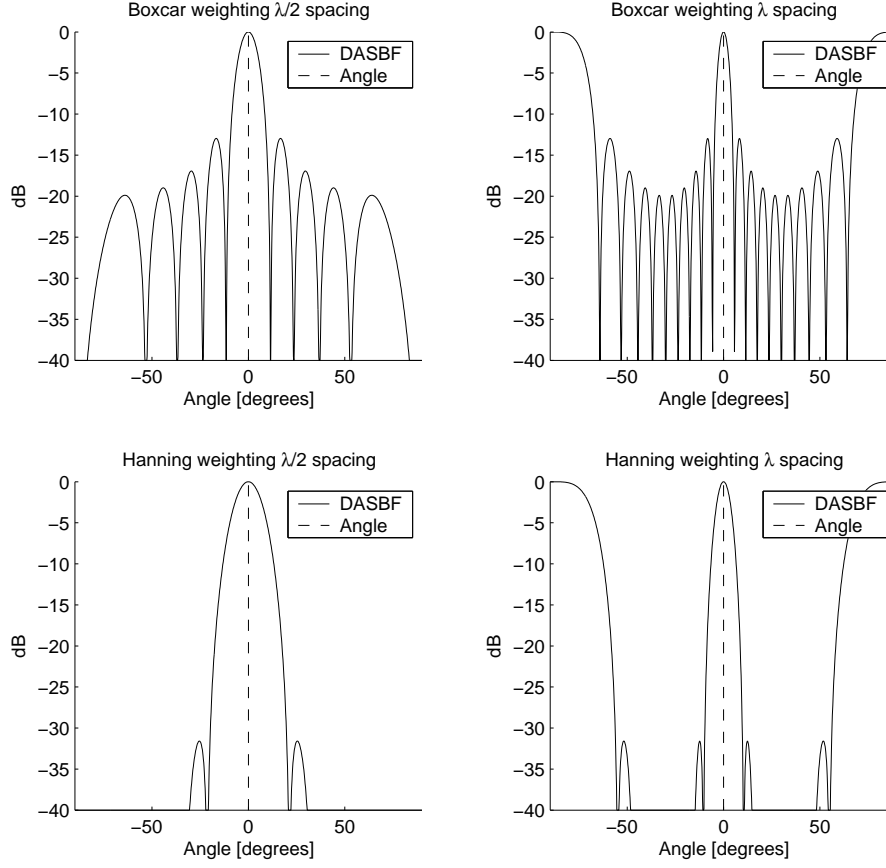 Boxcar weighting λ/2 spacing
0
−5
−10
−15
−20
−25
−30
−35
−40
dB
DASBF
Angle
−50
0
50
Angle [degrees]
Boxcar weighting λ spacing
0
−5
−10
−15
−20
−25
−30
−35
−40
dB
DASBF
Angle
−50
0
50
Angle [degrees]
Hanning weighting λ/2 spacing
0
−5
−10
−15
−20
−25
−30
−35
−40
dB
DASBF
Angle
−50
0
50
Angle [degrees]
Hanning weighting λ spacing
0
−5
−10
−15
−20
−25
−30
−35
−40
dB
DASBF
Angle
−50
0
50
Angle [degrees]